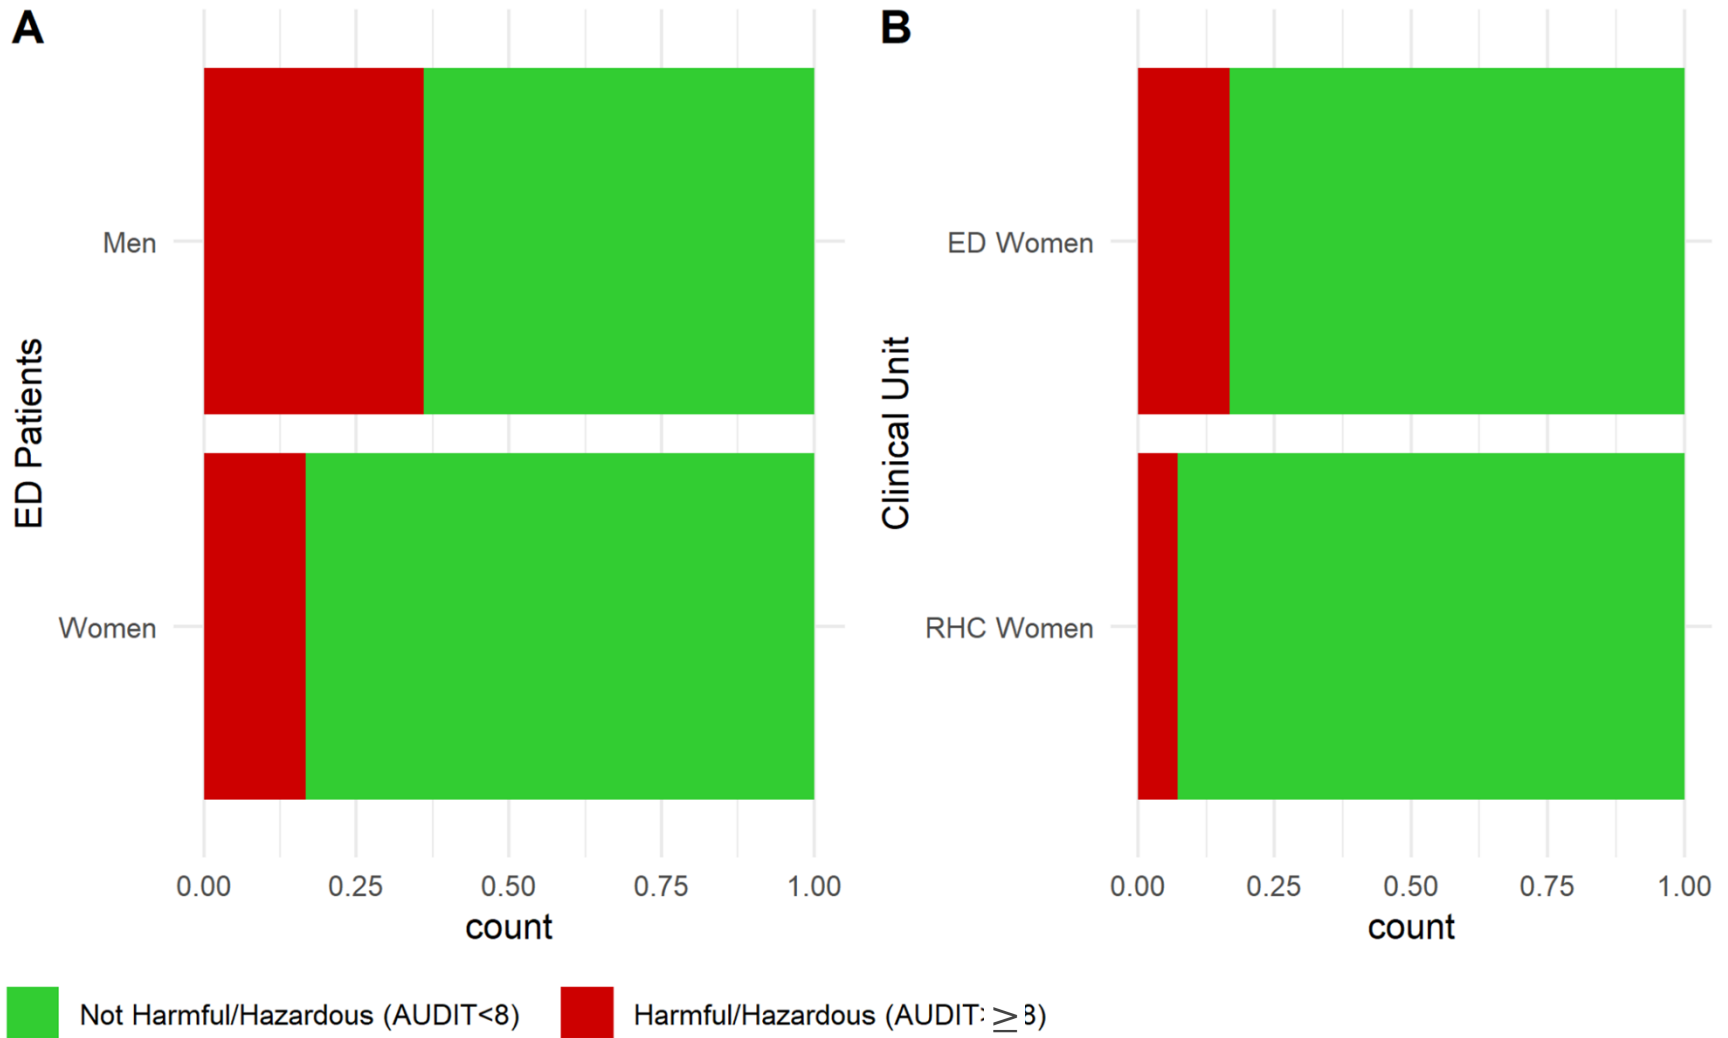 A
ED Patients
Men
Women
0.00 0.25 0.50 0.75 1.00
count
B
Clinical Unit
ED Women
RHC Women
0.00 0.25 0.50 0.75 1.00
count
Not Harmful/Hazardous (AUDIT<8) Harmful/Hazardous (AUDIT≥8)